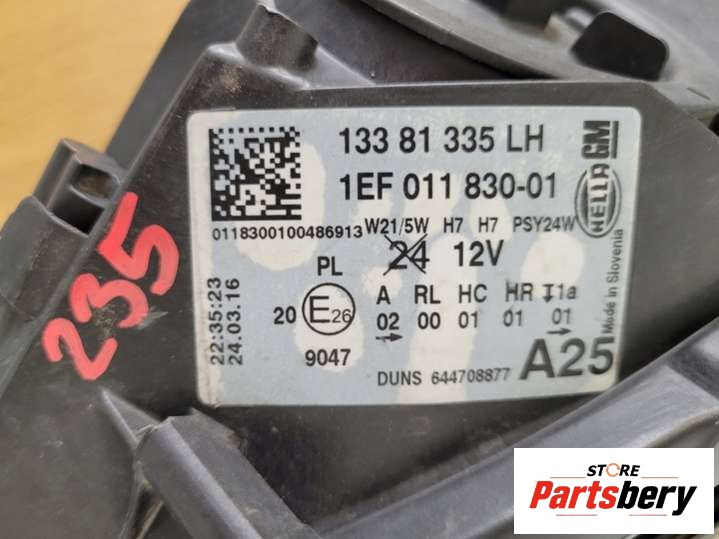 133 81 335 LH
1EF 011 830-01
GM
HELLA
0118300100486913
W21/5W H7 H7 PSY24W
24 12V
Made in Slovenia
22:35:23
24.03.16
PL
20 E26
9047
A RL HC HR T1a
02 00 01 01 01
DUNS 644708877
A25
235
STORE
Partsbery